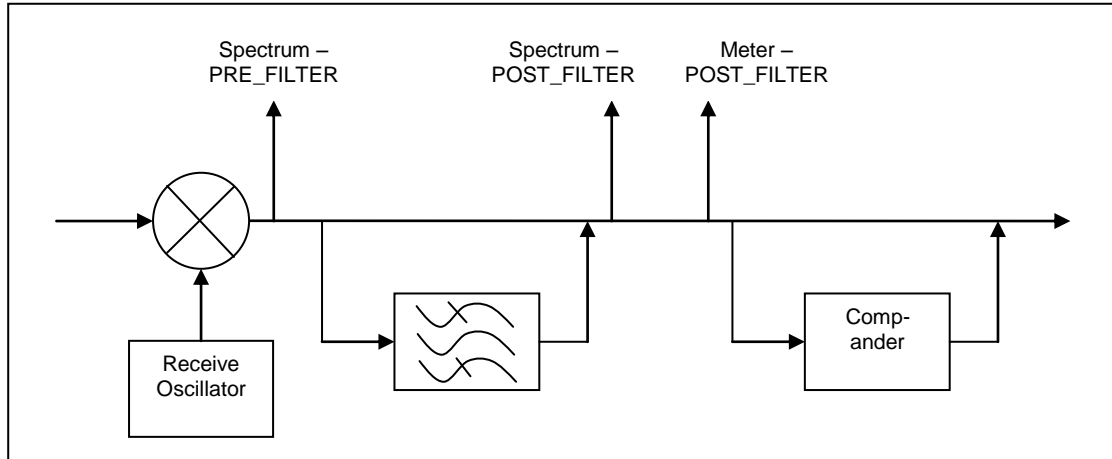 Spectrum –
PRE_FILTER
Spectrum –
POST_FILTER
Meter –
POST_FILTER
Receive
Oscillator
Comp-
ander